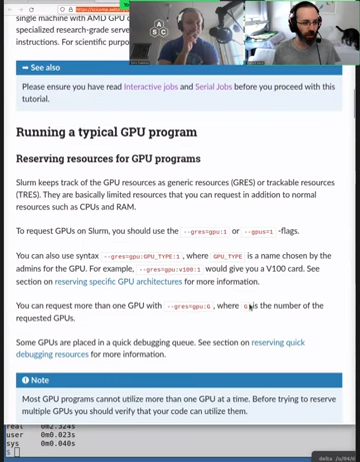 single machine with AMD GPU
specialized research-grade serve
instructions. For scientific purpo
A
S C
See also
Please ensure you have read Interactive jobs and Serial Jobs before you proceed with this
tutorial.
Running a typical GPU program
Reserving resources for GPU programs
Slurm keeps track of the GPU resources as generic resources (GRES) or trackable resources
(TRES). They are basically limited resources that you can request in addition to normal
resources such as CPUs and RAM.
To request GPUs on Slurm, you should use the --gres=gpu:1 or --gpus=1 -flags.
You can also use syntax --gres=gpu:GPU_TYPE:1 , where GPU_TYPE is a name chosen by the
admins for the GPU. For example, --gres=gpu:v100:1 would give you a V100 card. See
section on reserving specific GPU architectures for more information.
You can request more than one GPU with --gres=gpu:G , where G is the number of the
requested GPUs.
Some GPUs are placed in a quick debugging queue. See section on reserving quick
debugging resources for more information.
Note
Most GPU programs cannot utilize more than one GPU at a time. Before trying to reserve
multiple GPUs you should verify that your code can utilize them.
real 0m2.324s
user 0m0.023s
sys 0m0.040s
$